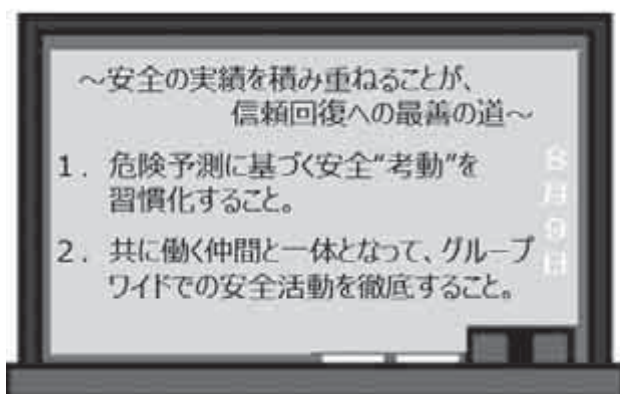 ～安全の実績を積み重ねることが、
信頼回復への最善の道～
1．危険予測に基づく安全“考動”を
習慣化すること。
2．共に働く仲間と一体となって、グループ
ワイドでの安全活動を徹底すること。
8月9日